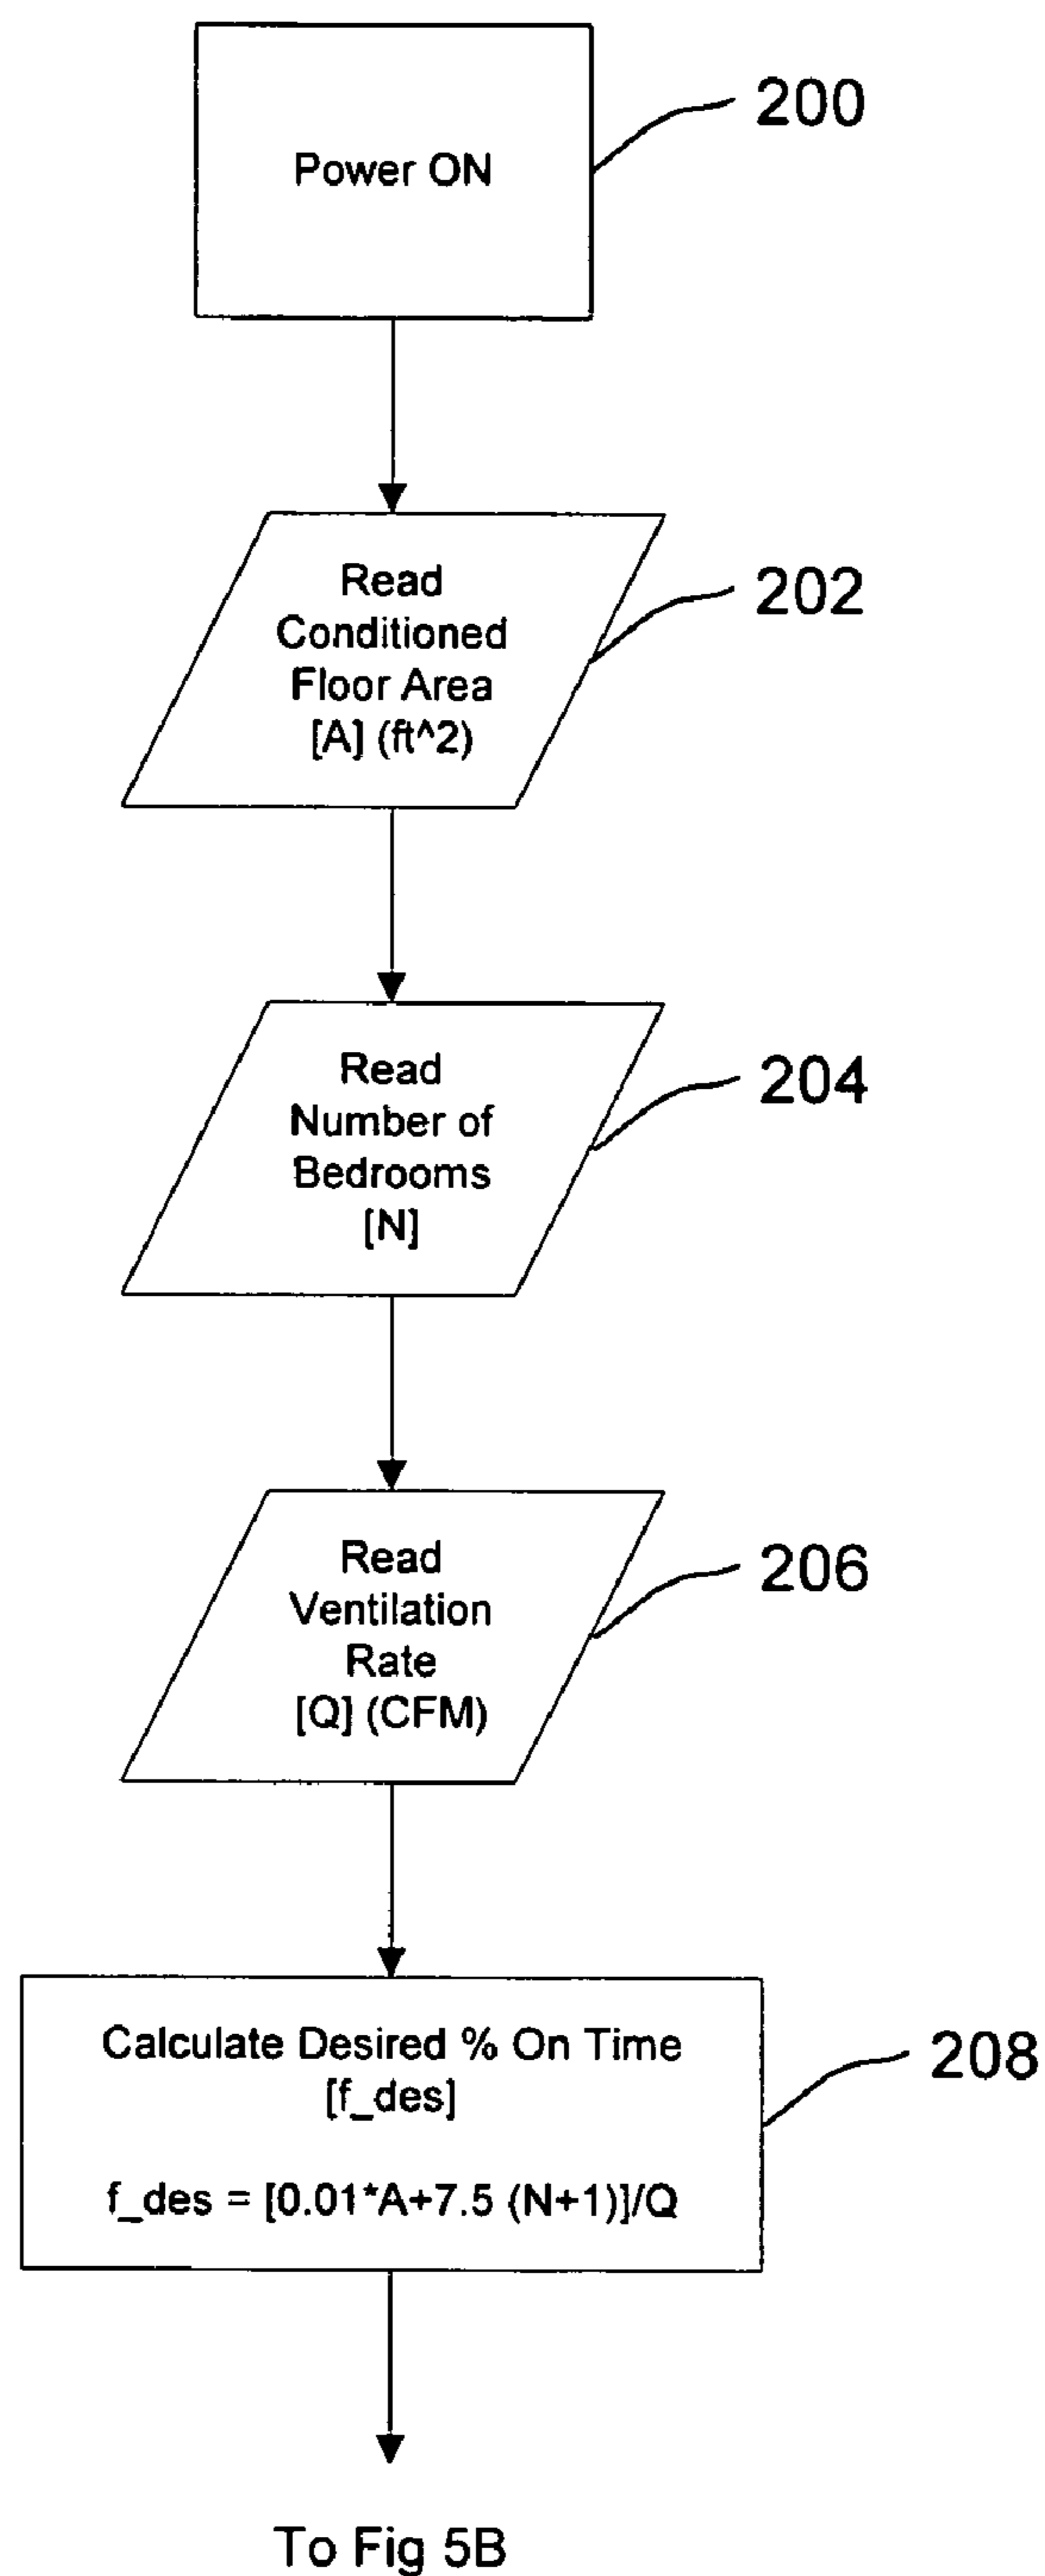 Power ON
200
Read
Conditioned
Floor Area
[A] (ft^2)
202
Read
Number of
Bedrooms
[N]
204
Read
Ventilation
Rate
[Q] (CFM)
206
Calculate Desired % On Time
[f_des]
f_des = [0.01*A+7.5 (N+1)]/Q
208
To Fig 5B